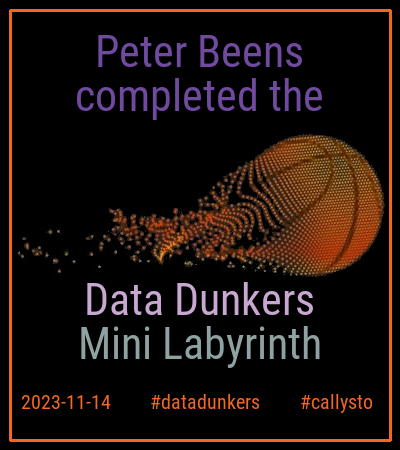 Peter Beens
completed the
Data Dunkers
Mini Labyrinth
2023-11-14 #datadunkers #callysto